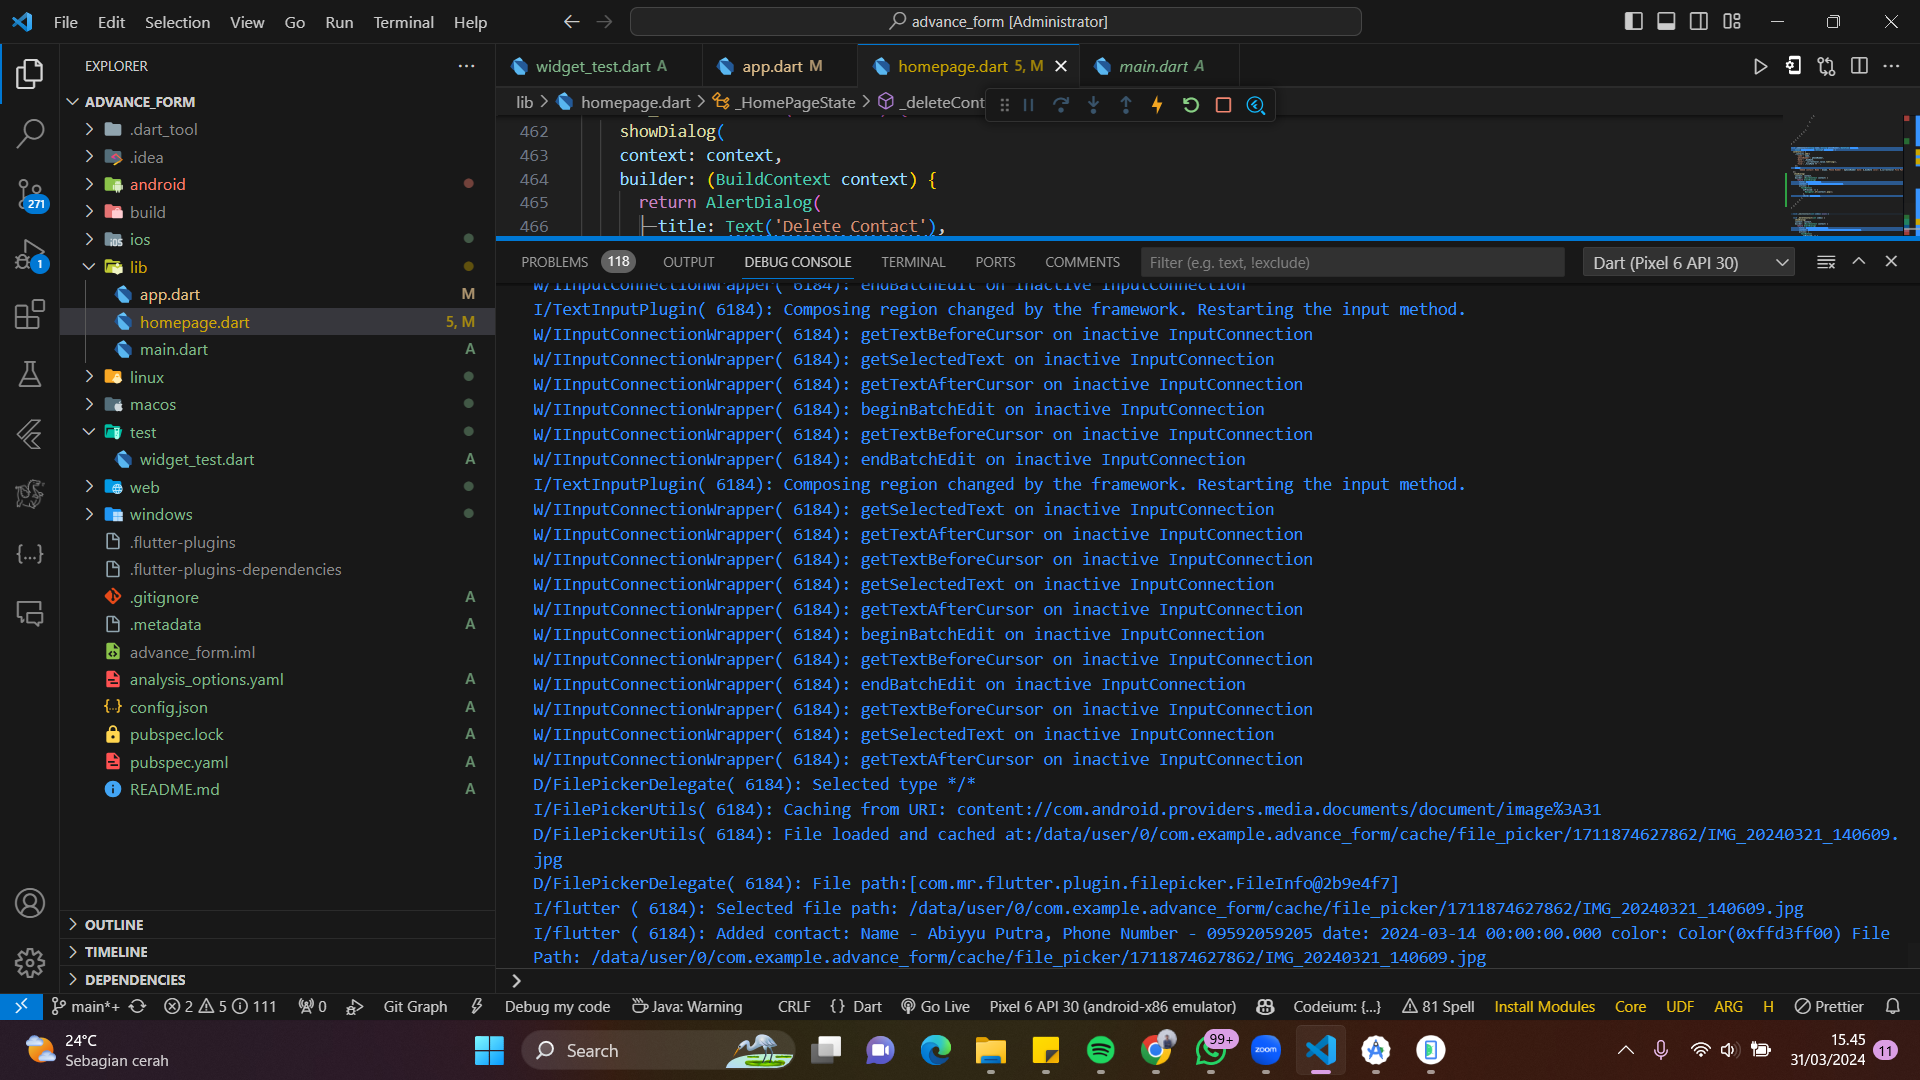 File Edit Selection View Go Run Terminal Help
advance_form [Administrator]
EXPLORER
widget_test.dart A
app.dart M
homepage.dart 5, M
main.dart A
ADVANCE_FORM
.dart_tool
.idea
android
build
ios
lib
app.dart M
homepage.dart 5, M
main.dart A
linux
macos
test
widget_test.dart A
web
windows
.flutter-plugins
.flutter-plugins-dependencies
.gitignore A
.metadata A
advance_form.iml
analysis_options.yaml A
config.json A
pubspec.lock A
pubspec.yaml A
README.md A
OUTLINE
TIMELINE
DEPENDENCIES
271
1
lib > homepage.dart > _HomePageState > _deleteCont
462 showDialog(
463 context: context,
464 builder: (BuildContext context) {
465 return AlertDialog(
466 title: Text('Delete Contact'),
PROBLEMS 118 OUTPUT DEBUG CONSOLE TERMINAL PORTS COMMENTS
Filter (e.g. text, !exclude)
Dart (Pixel 6 API 30)
W/IInputConnectionWrapper( 6184): endBatchEdit on inactive InputConnection
I/TextInputPlugin( 6184): Composing region changed by the framework. Restarting the input method.
W/IInputConnectionWrapper( 6184): getTextBeforeCursor on inactive InputConnection
W/IInputConnectionWrapper( 6184): getSelectedText on inactive InputConnection
W/IInputConnectionWrapper( 6184): getTextAfterCursor on inactive InputConnection
W/IInputConnectionWrapper( 6184): beginBatchEdit on inactive InputConnection
W/IInputConnectionWrapper( 6184): getTextBeforeCursor on inactive InputConnection
W/IInputConnectionWrapper( 6184): endBatchEdit on inactive InputConnection
I/TextInputPlugin( 6184): Composing region changed by the framework. Restarting the input method.
W/IInputConnectionWrapper( 6184): getSelectedText on inactive InputConnection
W/IInputConnectionWrapper( 6184): getTextAfterCursor on inactive InputConnection
W/IInputConnectionWrapper( 6184): getTextBeforeCursor on inactive InputConnection
W/IInputConnectionWrapper( 6184): getSelectedText on inactive InputConnection
W/IInputConnectionWrapper( 6184): getTextAfterCursor on inactive InputConnection
W/IInputConnectionWrapper( 6184): beginBatchEdit on inactive InputConnection
W/IInputConnectionWrapper( 6184): getTextBeforeCursor on inactive InputConnection
W/IInputConnectionWrapper( 6184): endBatchEdit on inactive InputConnection
W/IInputConnectionWrapper( 6184): getTextBeforeCursor on inactive InputConnection
W/IInputConnectionWrapper( 6184): getSelectedText on inactive InputConnection
W/IInputConnectionWrapper( 6184): getTextAfterCursor on inactive InputConnection
D/FilePickerDelegate( 6184): Selected type */*
I/FilePickerUtils( 6184): Caching from URI: content://com.android.providers.media.documents/document/image%3A31
D/FilePickerUtils( 6184): File loaded and cached at:/data/user/0/com.example.advance_form/cache/file_picker/1711874627862/IMG_20240321_140609.
jpg
D/FilePickerDelegate( 6184): File path:[com.mr.flutter.plugin.filepicker.FileInfo@2b9e4f7]
I/flutter ( 6184): Selected file path: /data/user/0/com.example.advance_form/cache/file_picker/1711874627862/IMG_20240321_140609.jpg
I/flutter ( 6184): Added contact: Name - Abiyyu Putra, Phone Number - 09592059205 date: 2024-03-14 00:00:00.000 color: Color(0xffd3ff00) File
Path: /data/user/0/com.example.advance_form/cache/file_picker/1711874627862/IMG_20240321_140609.jpg
main*+ 2 5 111 0 Git Graph Debug my code Java: Warning CRLF {} Dart Go Live Pixel 6 API 30 (android-x86 emulator) Codeium: {...} 81 Spell Install Modules Core UDF ARG H Prettier
24°C
Sebagian cerah
Search
99+
zoom
15.45
31/03/2024
11